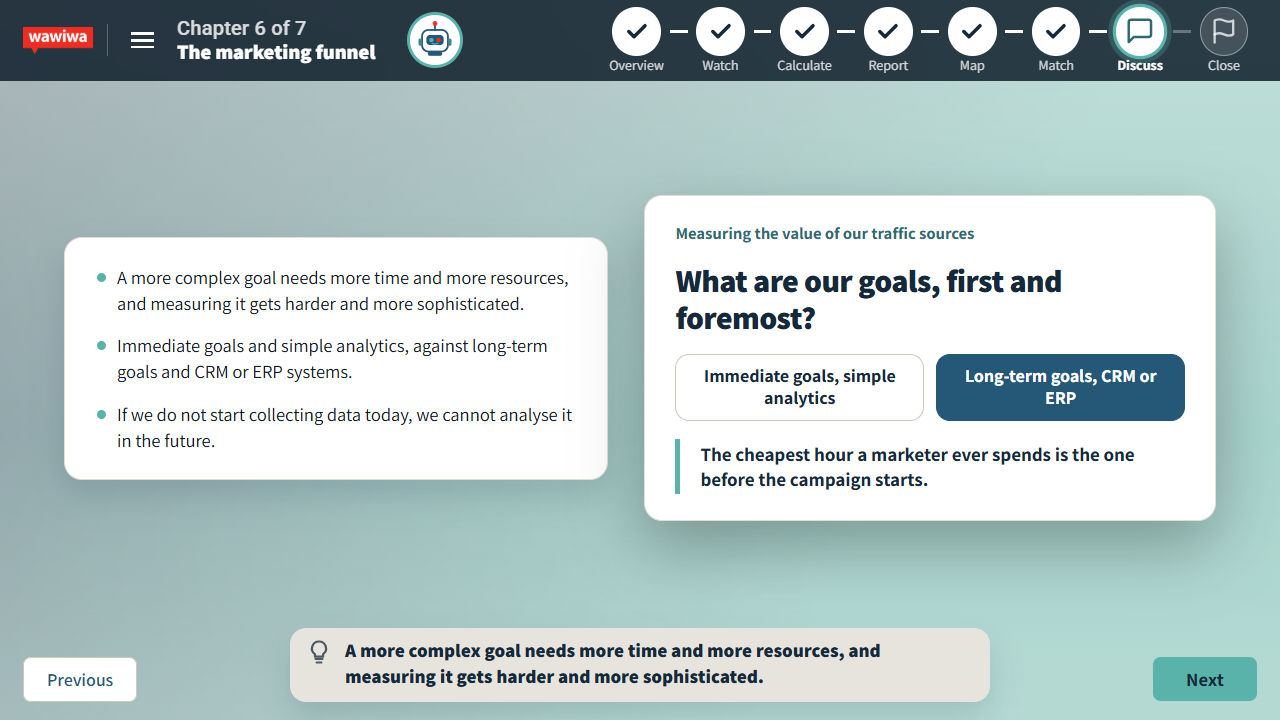 wawiwa
Chapter 6 of 7
The marketing funnel
Overview
Watch
Calculate
Report
Map
Match
Discuss
Close
A more complex goal needs more time and more resources,
and measuring it gets harder and more sophisticated.
Immediate goals and simple analytics, against long-term
goals and CRM or ERP systems.
If we do not start collecting data today, we cannot analyse it
in the future.
Measuring the value of our traffic sources
What are our goals, first and
foremost?
Immediate goals, simple
analytics
Long-term goals, CRM or
ERP
The cheapest hour a marketer ever spends is the one
before the campaign starts.
A more complex goal needs more time and more resources, and
measuring it gets harder and more sophisticated.
Previous
Next